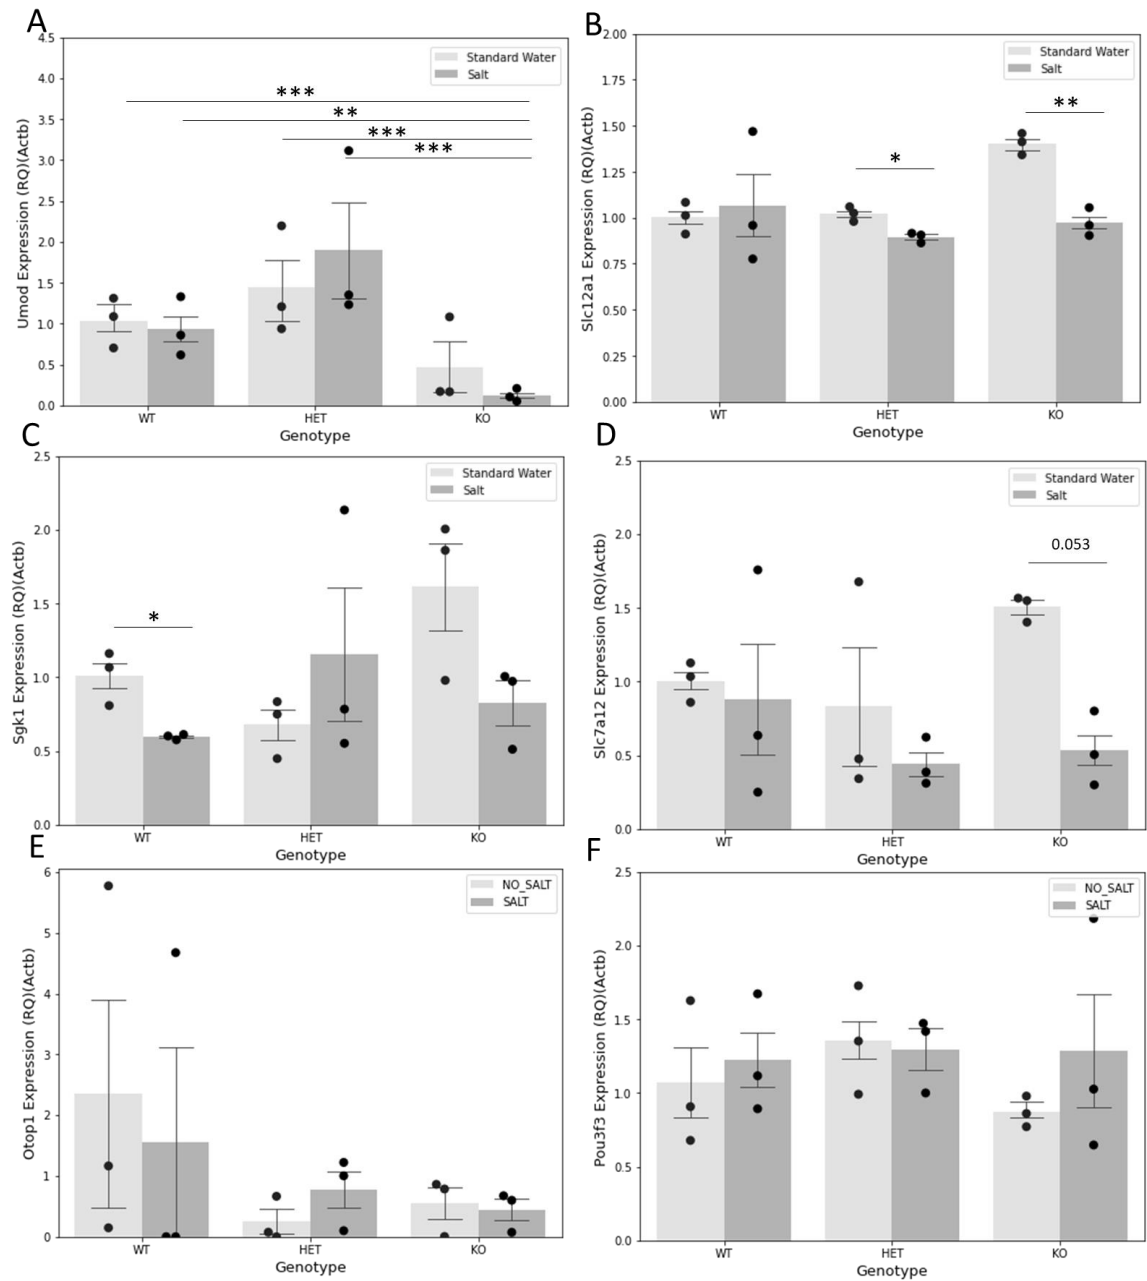 A
Umod Expression (RQ)(Actb)
4.5
4.0
3.5
3.0
2.5
2.0
1.5
1.0
0.5
0.0
Standard Water
Salt
***
**
***
***
WT HET KO
Genotype
B
Slc12a1 Expression (RQ)(Actb)
2.00
1.75
1.50
1.25
1.00
0.75
0.50
0.25
0.00
Standard Water
Salt
*
**
WT HET KO
Genotype
C
Sgk1 Expression (RQ)(Actb)
2.5
2.0
1.5
1.0
0.5
0.0
Standard Water
Salt
*
WT HET KO
Genotype
D
Slc7a12 Expression (RQ)(Actb)
2.5
2.0
1.5
1.0
0.5
0.0
Standard Water
Salt
0.053
WT HET KO
Genotype
E
Otop1 Expression (RQ)(Actb)
6
5
4
3
2
1
0
NO_SALT
SALT
WT HET KO
Genotype
F
Pou3f3 Expression (RQ)(Actb)
2.5
2.0
1.5
1.0
0.5
0.0
NO_SALT
SALT
WT HET KO
Genotype